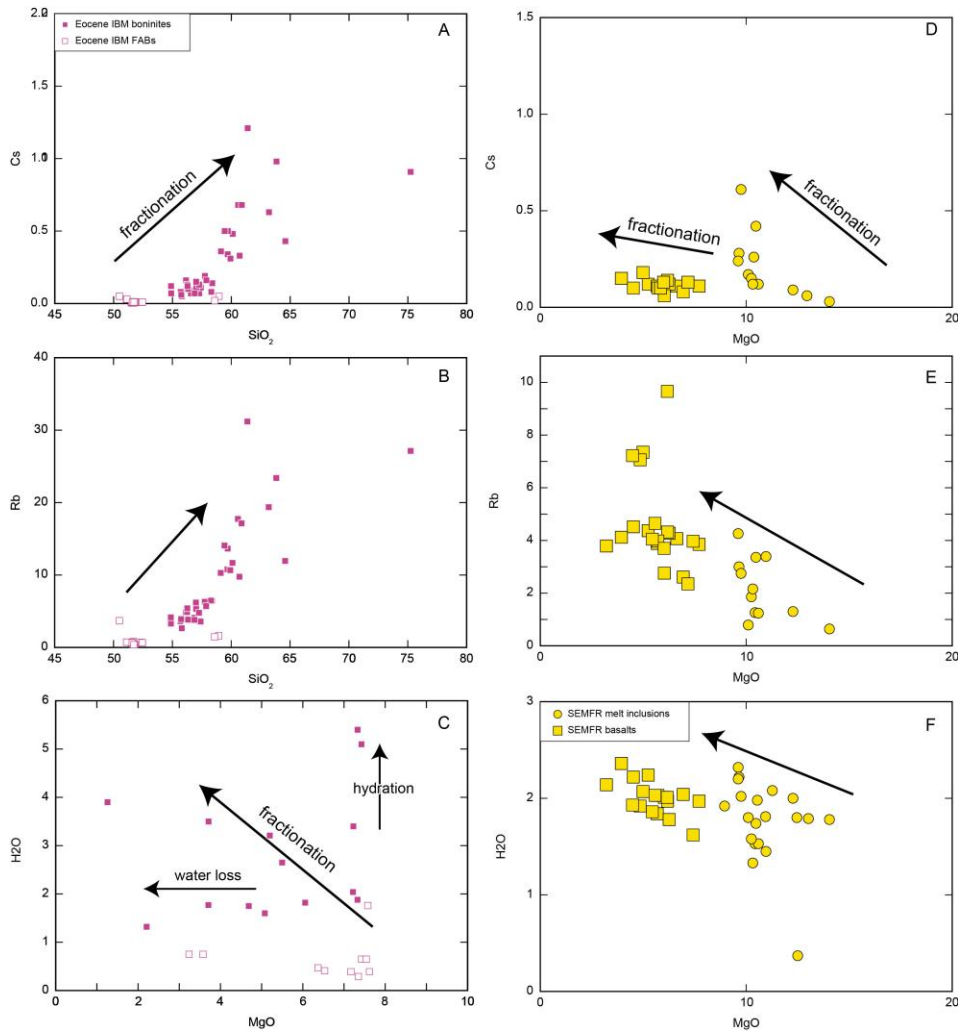 2.0
Eocene IBM boninites
Eocene IBM FABs
A
1.5
Cs
1.0
fractionation
0.5
0.0
45 50 55 60 65 70 75 80
SiO2
D
1.5
Cs
1.0
fractionation
fractionation
0.5
0.0
0 10 20
MgO
40
B
30
Rb
20
10
0
45 50 55 60 65 70 75 80
SiO2
E
10
8
Rb
6
4
2
0
0 10 20
MgO
6
C
5
hydration
4
H2O
3
fractionation
water loss
2
1
0
0 2 4 6 8 10
MgO
3
SEMFR melt inclusions
SEMFR basalts
F
2
H2O
1
0
0 10 20
MgO